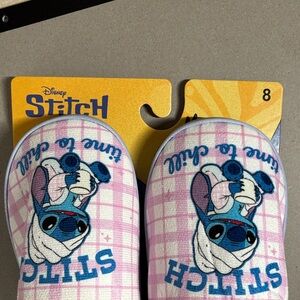 Disney
Stitch
8
time to chill
STITCH
time to chill
STITCH